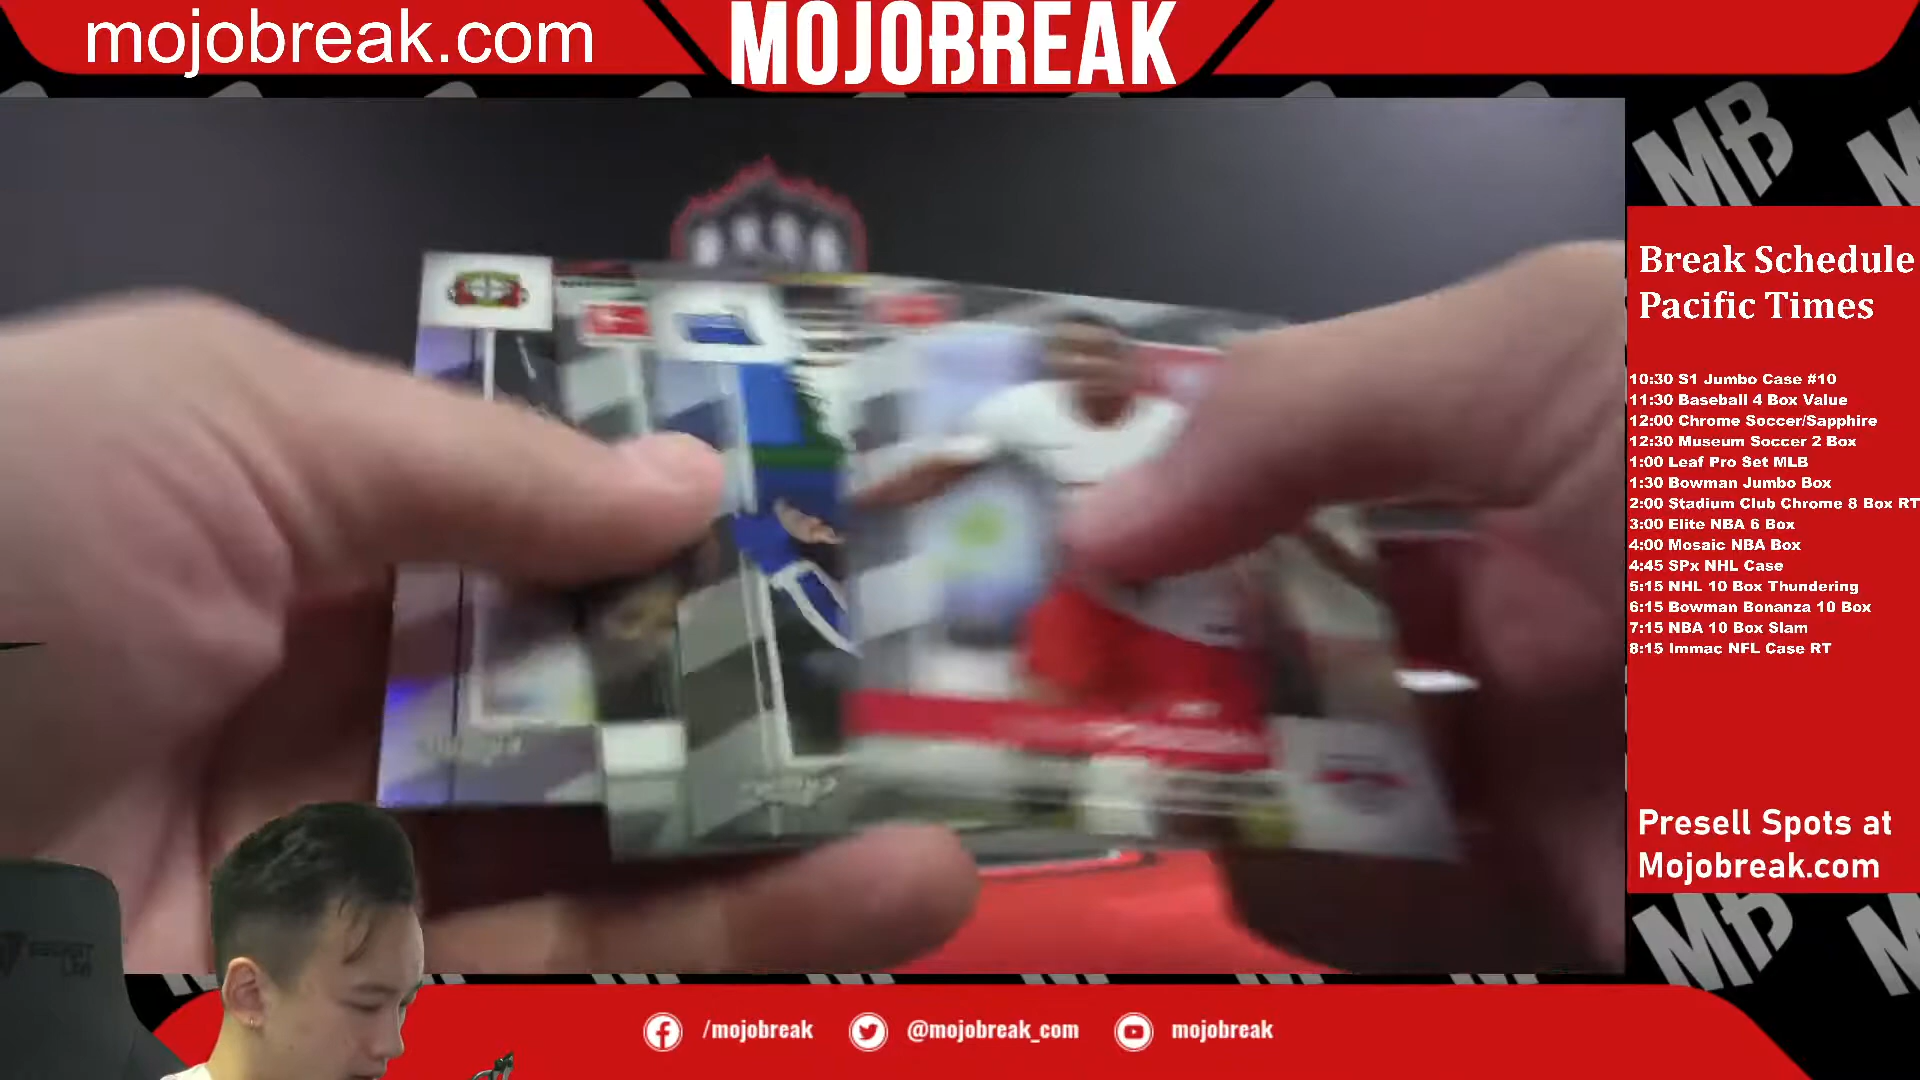 mojobreak.com
MOJOBREAK
MB
Break Schedule
Pacific Times
10:30 S1 Jumbo Case #10
11:30 Baseball 4 Box Value
12:00 Chrome Soccer/Sapphire
12:30 Museum Soccer 2 Box
1:00 Leaf Pro Set MLB
1:30 Bowman Jumbo Box
2:00 Stadium Club Chrome 8 Box RT
3:00 Elite NBA 6 Box
4:00 Mosaic NBA Box
4:45 SPx NHL Case
5:15 NHL 10 Box Thundering
6:15 Bowman Bonanza 10 Box
7:15 NBA 10 Box Slam
8:15 Immac NFL Case RT
Presell Spots at
Mojobreak.com
MB
/mojobreak
@mojobreak_com
mojobreak